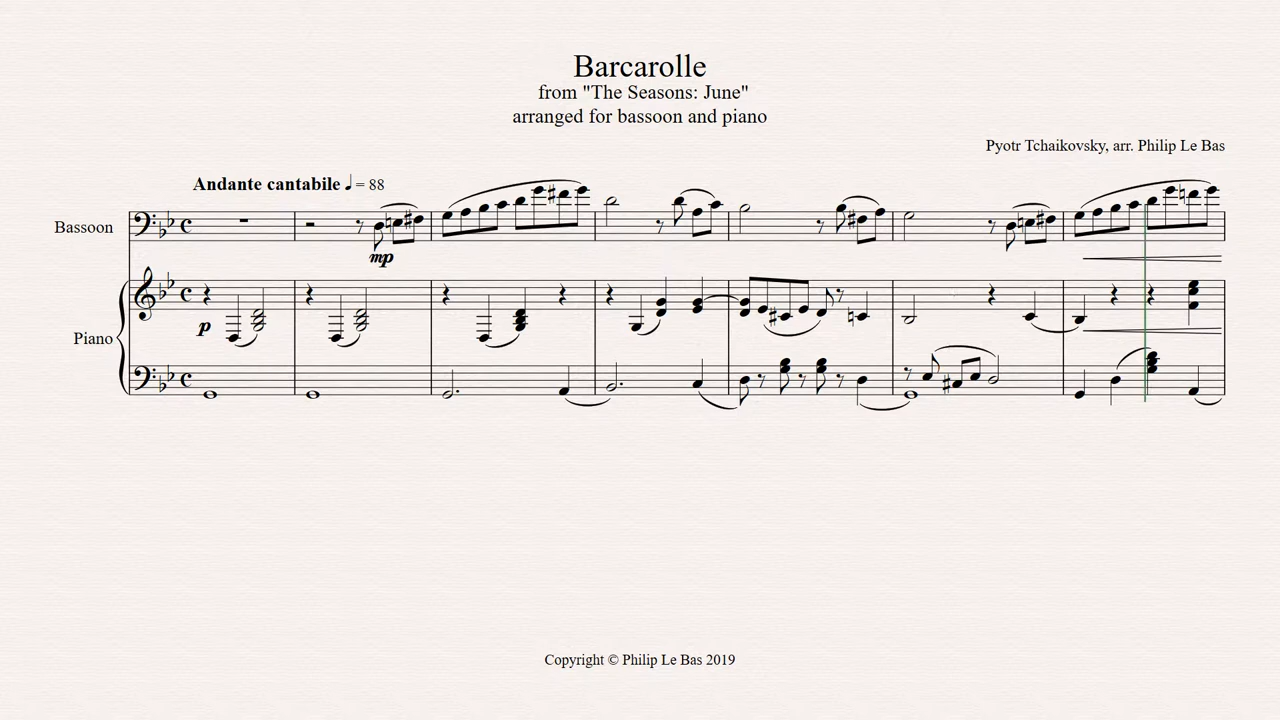 Barcarolle
from "The Seasons: June"
arranged for bassoon and piano
Pyotr Tchaikovsky, arr. Philip Le Bas
Andante cantabile ♩ = 88
Bassoon
mp
p
Piano
Copyright © Philip Le Bas 2019